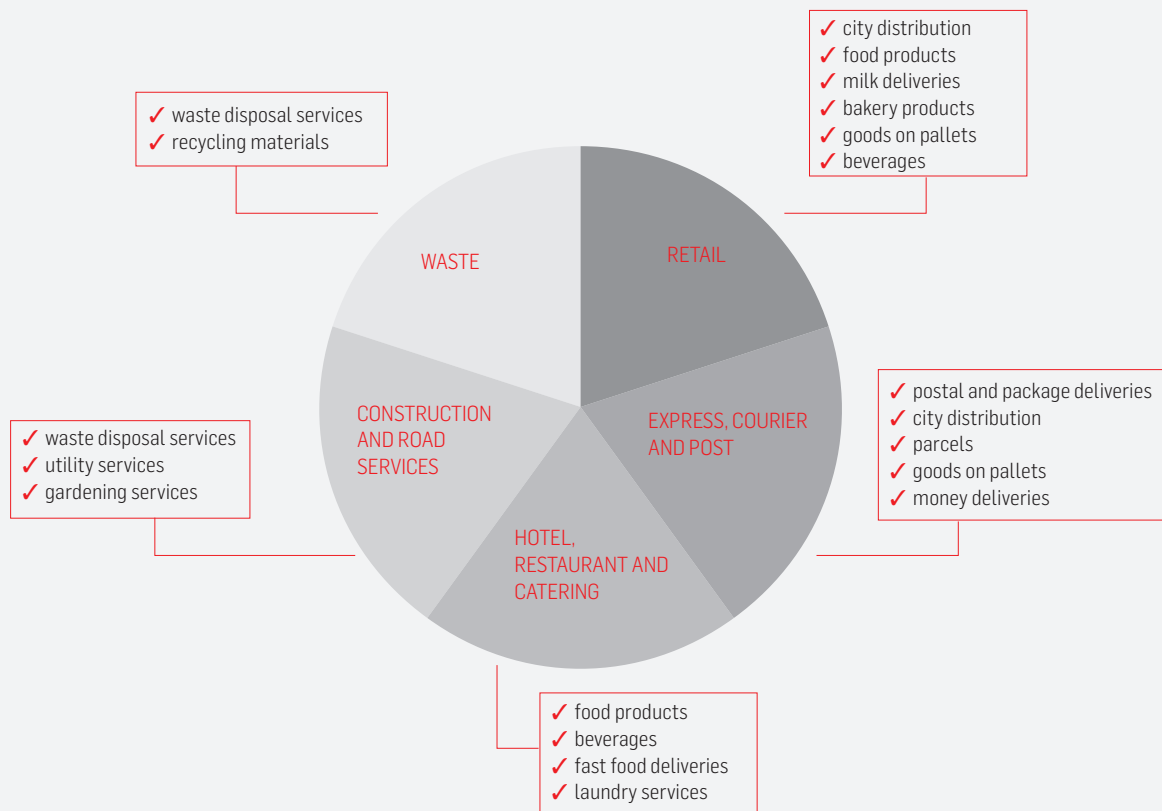 city distribution
food products
milk deliveries
bakery products
goods on pallets
beverages
waste disposal services
recycling materials
WASTE
RETAIL
postal and package deliveries
city distribution
parcels
goods on pallets
money deliveries
EXPRESS, COURIER
AND POST
CONSTRUCTION
AND ROAD
SERVICES
waste disposal services
utility services
gardening services
HOTEL,
RESTAURANT AND
CATERING
food products
beverages
fast food deliveries
laundry services